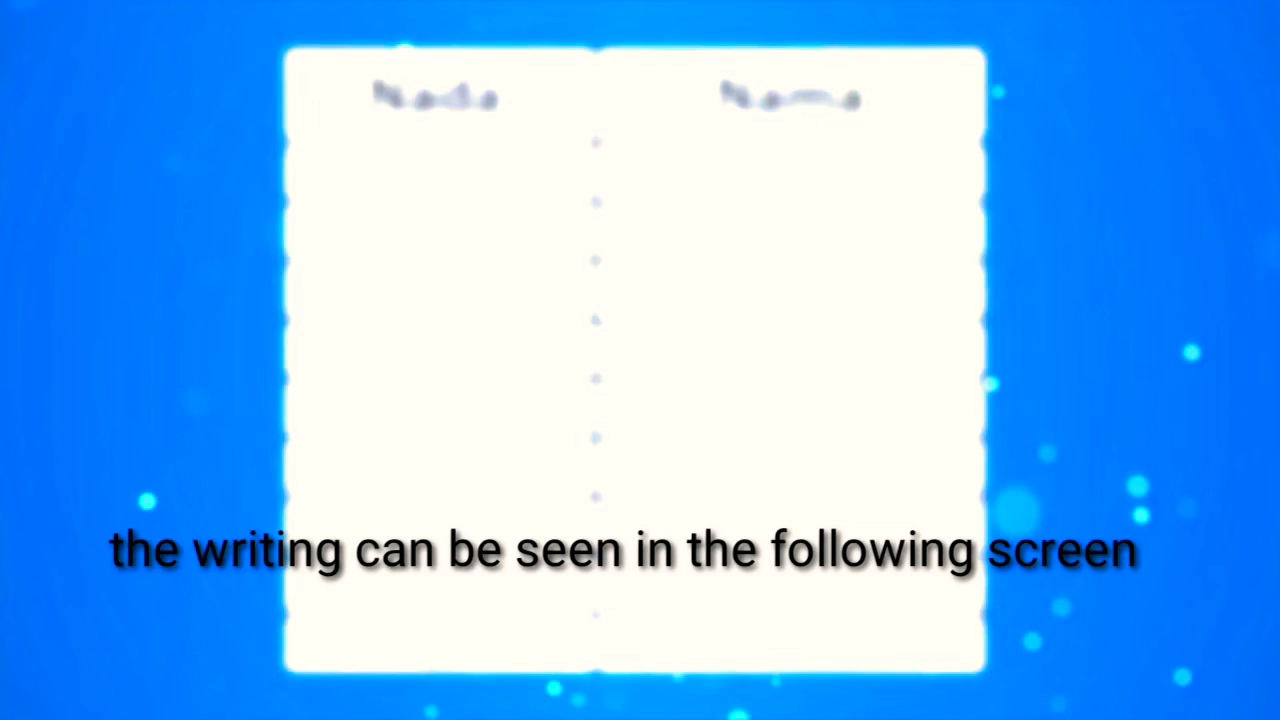 the writing can be seen in the following screen